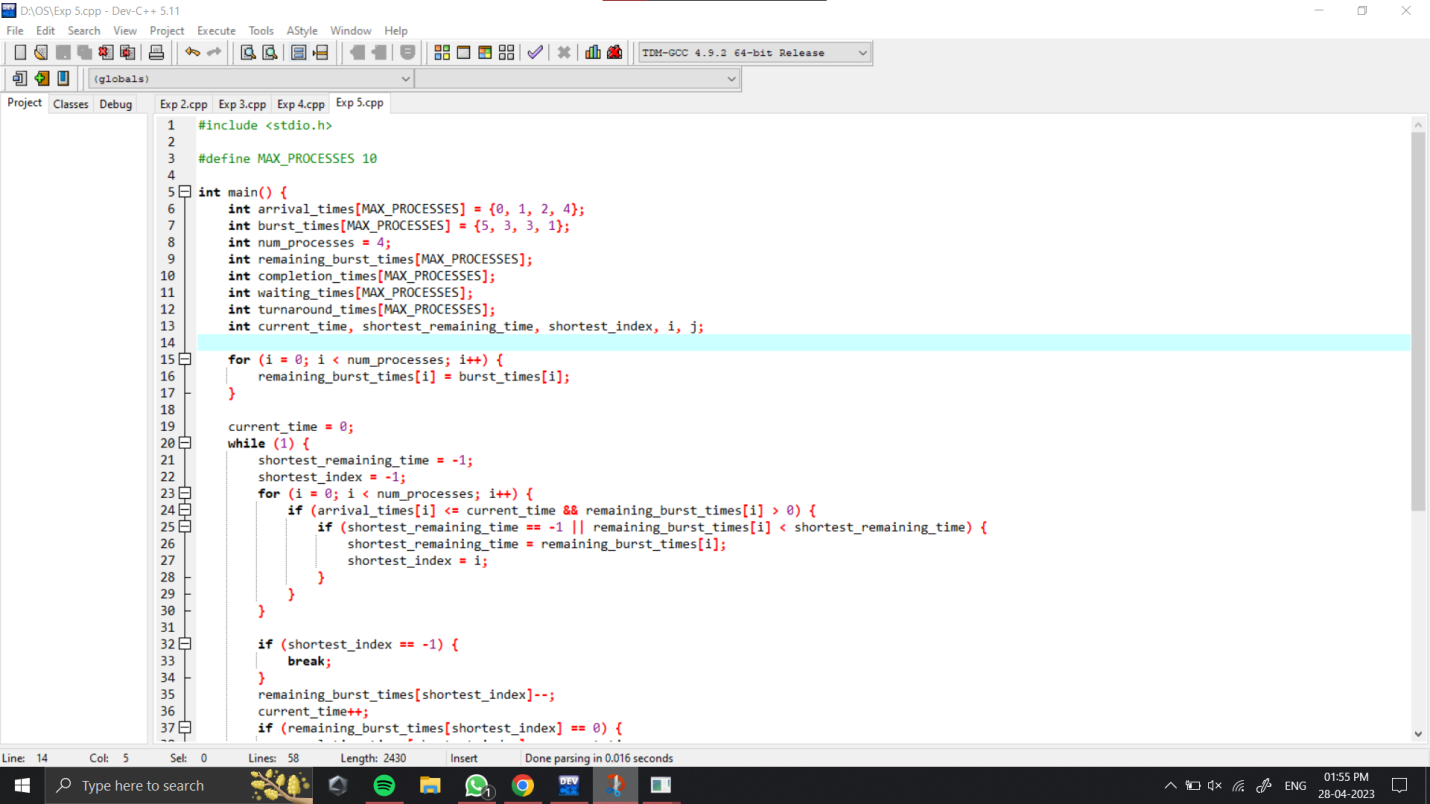 D:\OS\Exp 5.cpp - Dev-C++ 5.11
File Edit Search View Project Execute Tools AStyle Window Help
TDM-GCC 4.9.2 64-bit Release
(globals)
Project Classes Debug Exp 2.cpp Exp 3.cpp Exp 4.cpp Exp 5.cpp
1 #include <stdio.h>
2
3 #define MAX_PROCESSES 10
4
5 int main() {
6 int arrival_times[MAX_PROCESSES] = {0, 1, 2, 4};
7 int burst_times[MAX_PROCESSES] = {5, 3, 3, 1};
8 int num_processes = 4;
9 int remaining_burst_times[MAX_PROCESSES];
10 int completion_times[MAX_PROCESSES];
11 int waiting_times[MAX_PROCESSES];
12 int turnaround_times[MAX_PROCESSES];
13 int current_time, shortest_remaining_time, shortest_index, i, j;
14
15 for (i = 0; i < num_processes; i++) {
16 remaining_burst_times[i] = burst_times[i];
17 }
18
19 current_time = 0;
20 while (1) {
21 shortest_remaining_time = -1;
22 shortest_index = -1;
23 for (i = 0; i < num_processes; i++) {
24 if (arrival_times[i] <= current_time && remaining_burst_times[i] > 0) {
25 if (shortest_remaining_time == -1 || remaining_burst_times[i] < shortest_remaining_time) {
26 shortest_remaining_time = remaining_burst_times[i];
27 shortest_index = i;
28 }
29 }
30 }
31
32 if (shortest_index == -1) {
33 break;
34 }
35 remaining_burst_times[shortest_index]--;
36 current_time++;
37 if (remaining_burst_times[shortest_index] == 0) {
Line: 14 Col: 5 Sel: 0 Lines: 58 Length: 2430 Insert Done parsing in 0.016 seconds
Type here to search
DEV
1
ENG
01:55 PM
28-04-2023